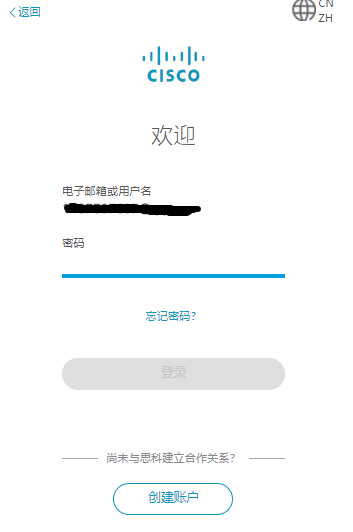 返回
CN
ZH
CISCO
欢迎
电子邮箱或用户名
密码
忘记密码?
登录
尚未与思科建立合作关系?
创建账户